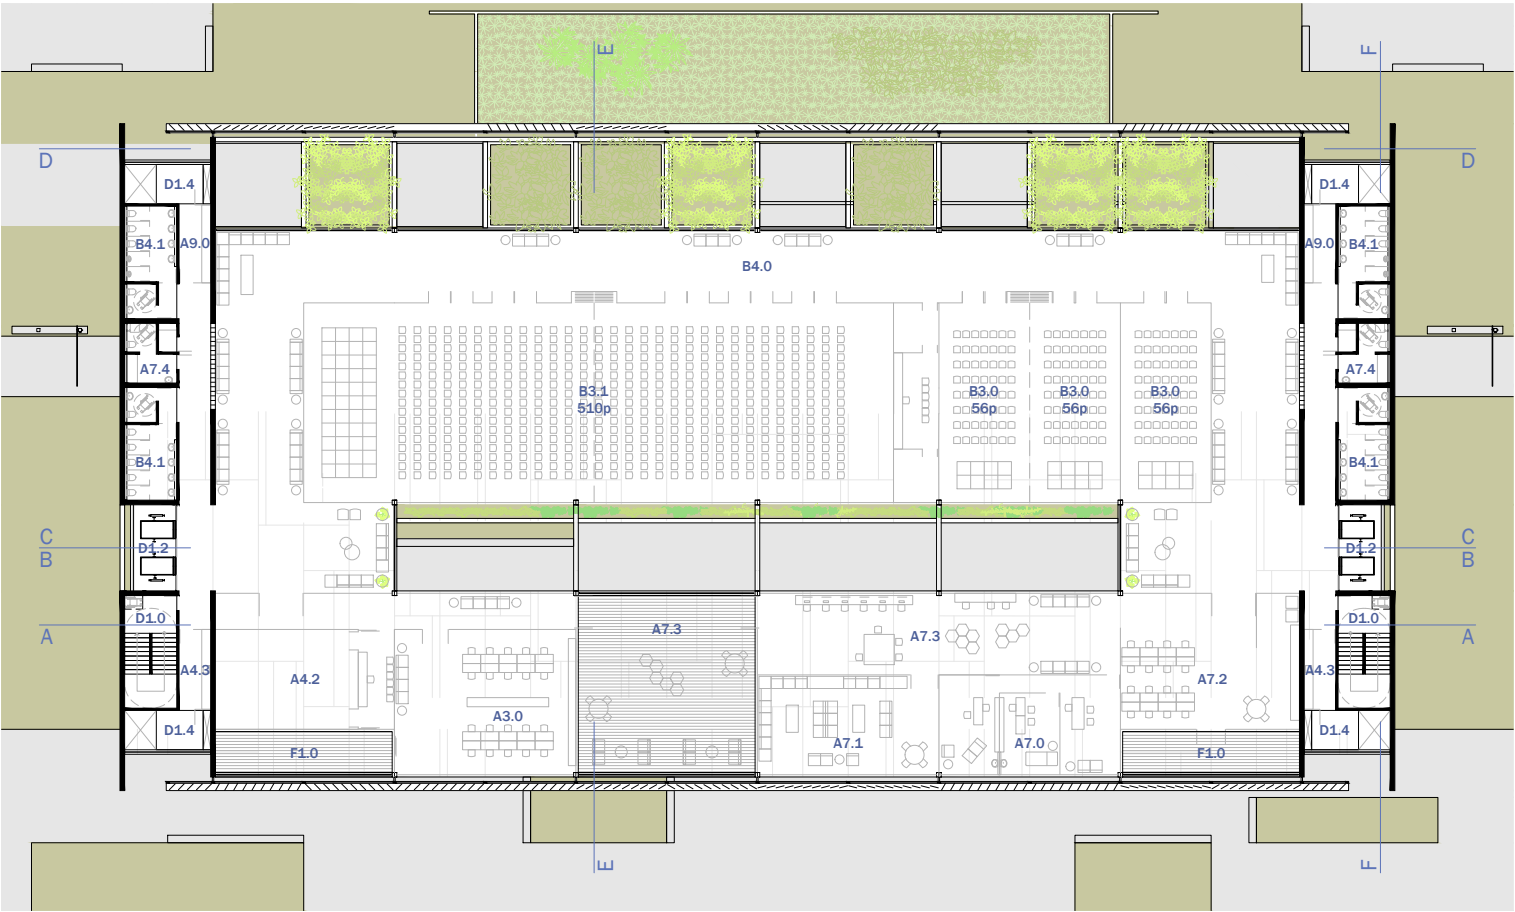 E F
D D
D1.4 D1.4
B4.1 A9.0 A9.0 B4.1
B4.0
A7.4 A7.4
B3.1 B3.0 B3.0 B3.0
510p 56p 56p 56p
B4.1 B4.1
C C
D1.2 D1.2
B B
D1.0 D1.0
A A
A7.3 A7.3
A4.3 A4.2 A7.2 A4.3
A3.0
D1.4 D1.4
A7.1 A7.0
F1.0 F1.0
E F